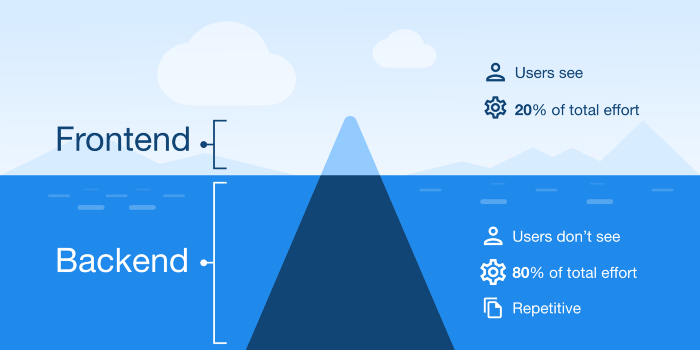 Frontend
Users see
20% of total effort
Backend
Users don’t see
80% of total effort
Repetitive